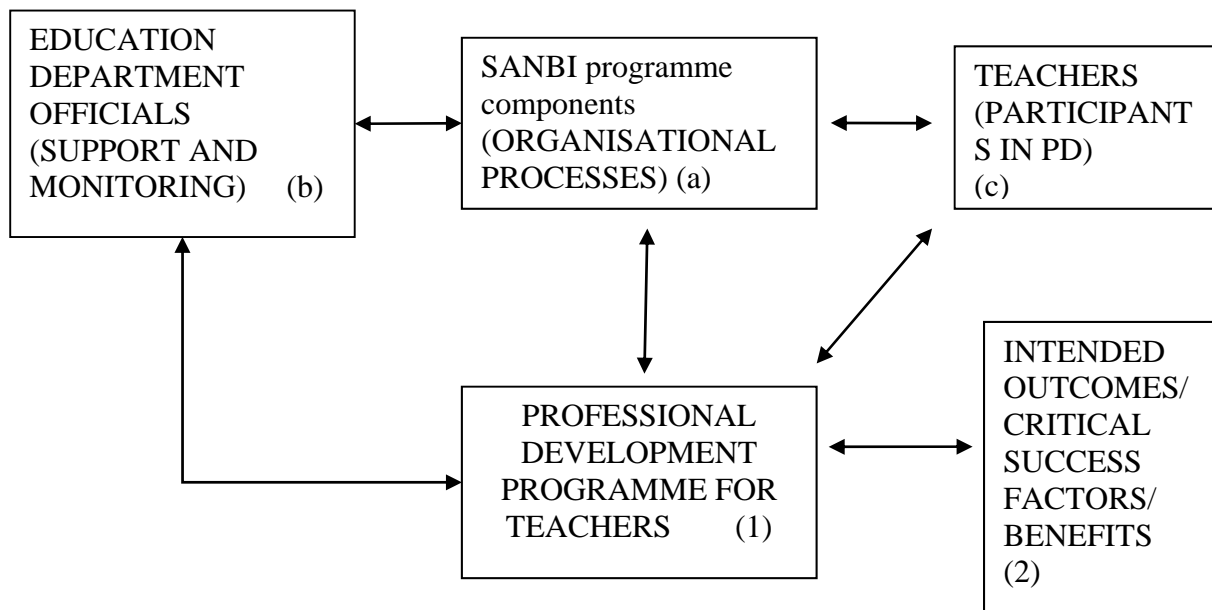 EDUCATION
DEPARTMENT
OFFICIALS
(SUPPORT AND
MONITORING) (b)
SANBI programme
components
(ORGANISATIONAL
PROCESSES) (a)
TEACHERS
(PARTICIPANT
S IN PD)
(c)
PROFESSIONAL
DEVELOPMENT
PROGRAMME FOR
TEACHERS (1)
INTENDED
OUTCOMES/
CRITICAL
SUCCESS
FACTORS/
BENEFITS
(2)